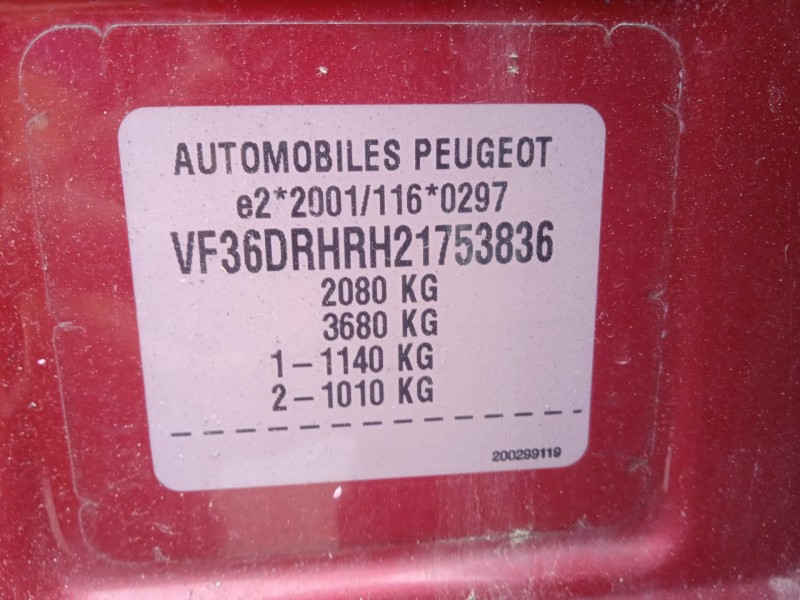 AUTOMOBILES PEUGEOT
e2*2001/116*0297
VF36DRHRH21753836
2080 KG
3680 KG
1-1140 KG
2-1010 KG
200299119